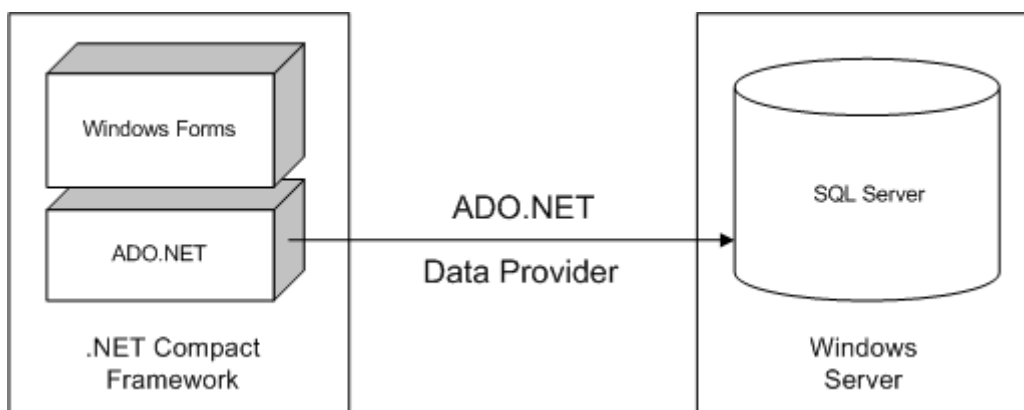 Windows Forms
ADO.NET
.NET Compact
Framework
ADO.NET
Data Provider
SQL Server
Windows
Server